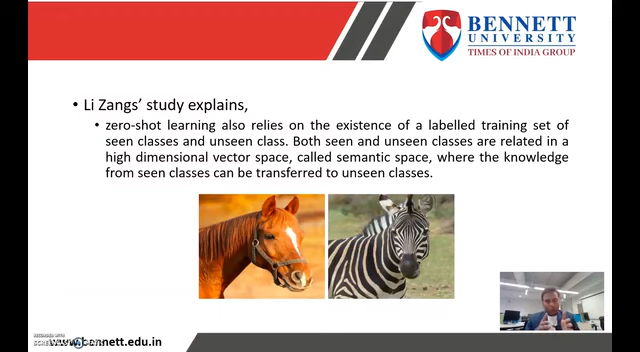 BENNETT
UNIVERSITY
TIMES OF INDIA GROUP
• Li Zangs' study explains,
• zero-shot learning also relies on the existence of a labelled training set of
seen classes and unseen class. Both seen and unseen classes are related in a
high dimensional vector space, called semantic space, where the knowledge
from seen classes can be transferred to unseen classes.
RECORDED WITH
www.bennett.edu.in